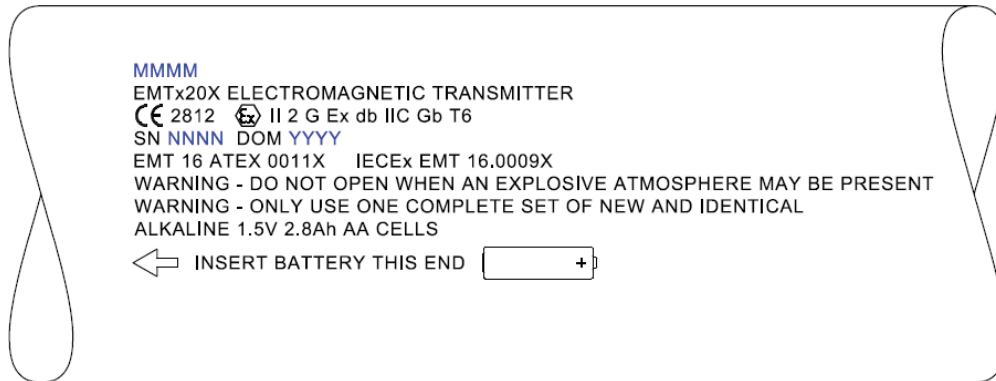 MMMM
EMTx20X ELECTROMAGNETIC TRANSMITTER
CE 2812 Ex II 2 G Ex db IIC Gb T6
SN NNNN DOM YYYY
EMT 16 ATEX 0011X IECEx EMT 16.0009X
WARNING - DO NOT OPEN WHEN AN EXPLOSIVE ATMOSPHERE MAY BE PRESENT
WARNING - ONLY USE ONE COMPLETE SET OF NEW AND IDENTICAL
ALKALINE 1.5V 2.8Ah AA CELLS
INSERT BATTERY THIS END +